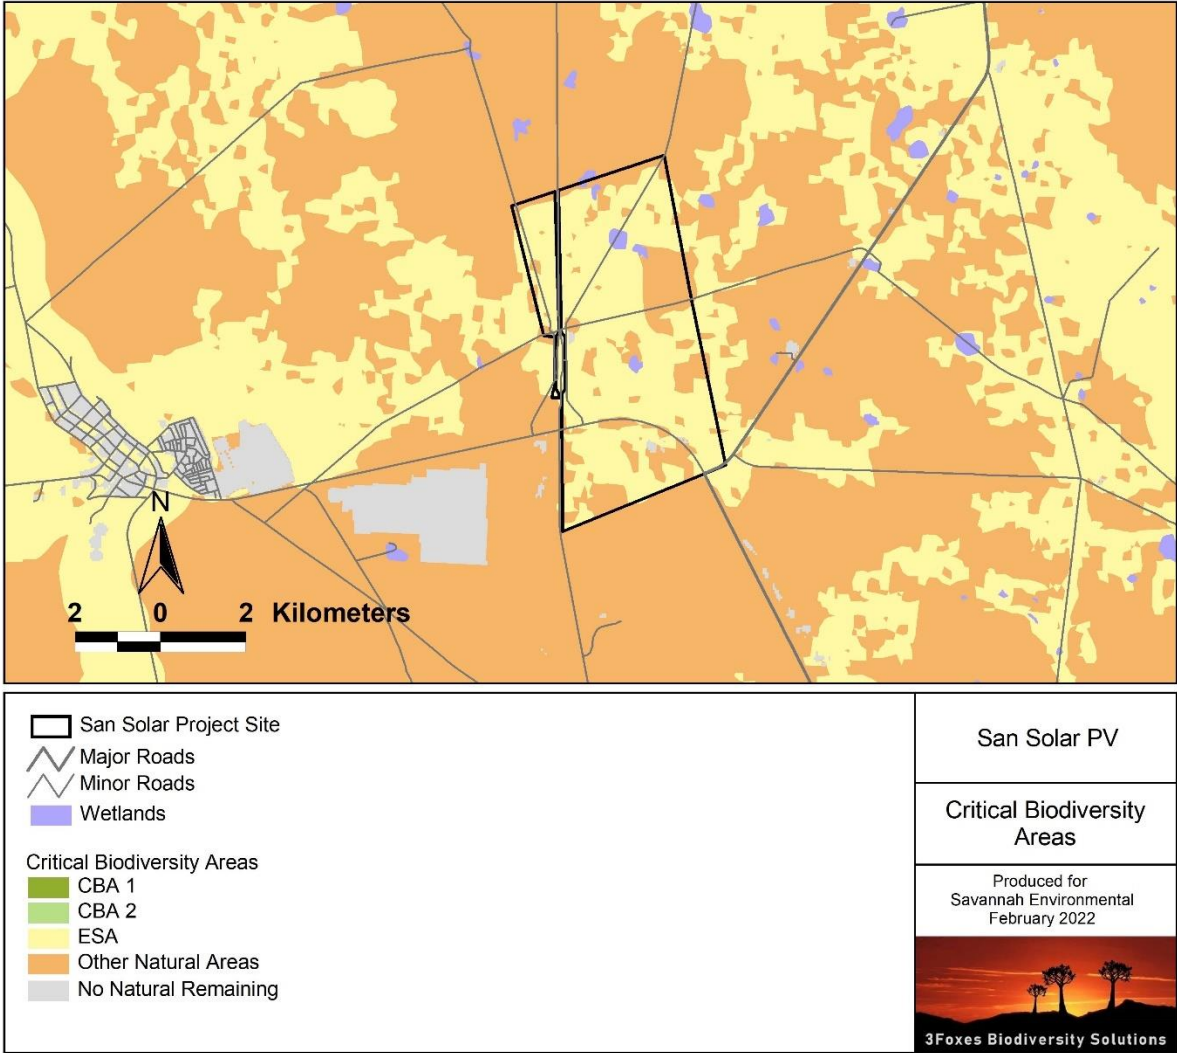 N
2 0 2 Kilometers
San Solar Project Site
Major Roads
Minor Roads
Wetlands
Critical Biodiversity Areas
CBA 1
CBA 2
ESA
Other Natural Areas
No Natural Remaining
San Solar PV
Critical Biodiversity
Areas
Produced for
Savannah Environmental
February 2022
3Foxes Biodiversity Solutions